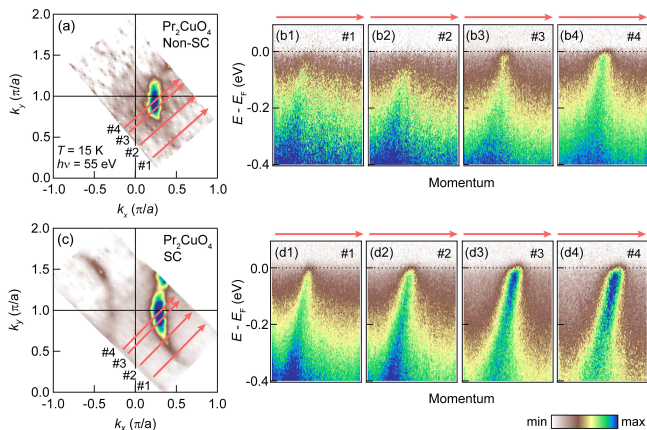 (a)
Pr2CuO4
Non-SC
ky (π/a)
2.0
1.5
1.0
0.5
0.0
#4
#3
#2
#1
T = 15 K
hν = 55 eV
-1.0 -0.5 0.0 0.5 1.0
kx (π/a)
(b1) #1
(b2) #2
(b3) #3
(b4) #4
E - EF (eV)
0.0
-0.2
-0.4
Momentum
(c)
Pr2CuO4
SC
ky (π/a)
2.0
1.5
1.0
0.5
0.0
#4
#3
#2
#1
-1.0 -0.5 0.0 0.5 1.0
kx (π/a)
(d1) #1
(d2) #2
(d3) #3
(d4) #4
E - EF (eV)
0.0
-0.2
-0.4
Momentum
min max